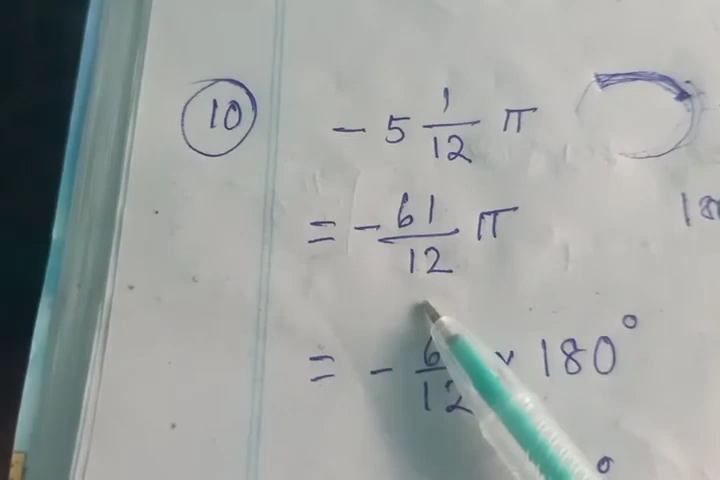 10 - 5 1/12 π
= - 61/12 π
= - 6 /12 × 180°
°